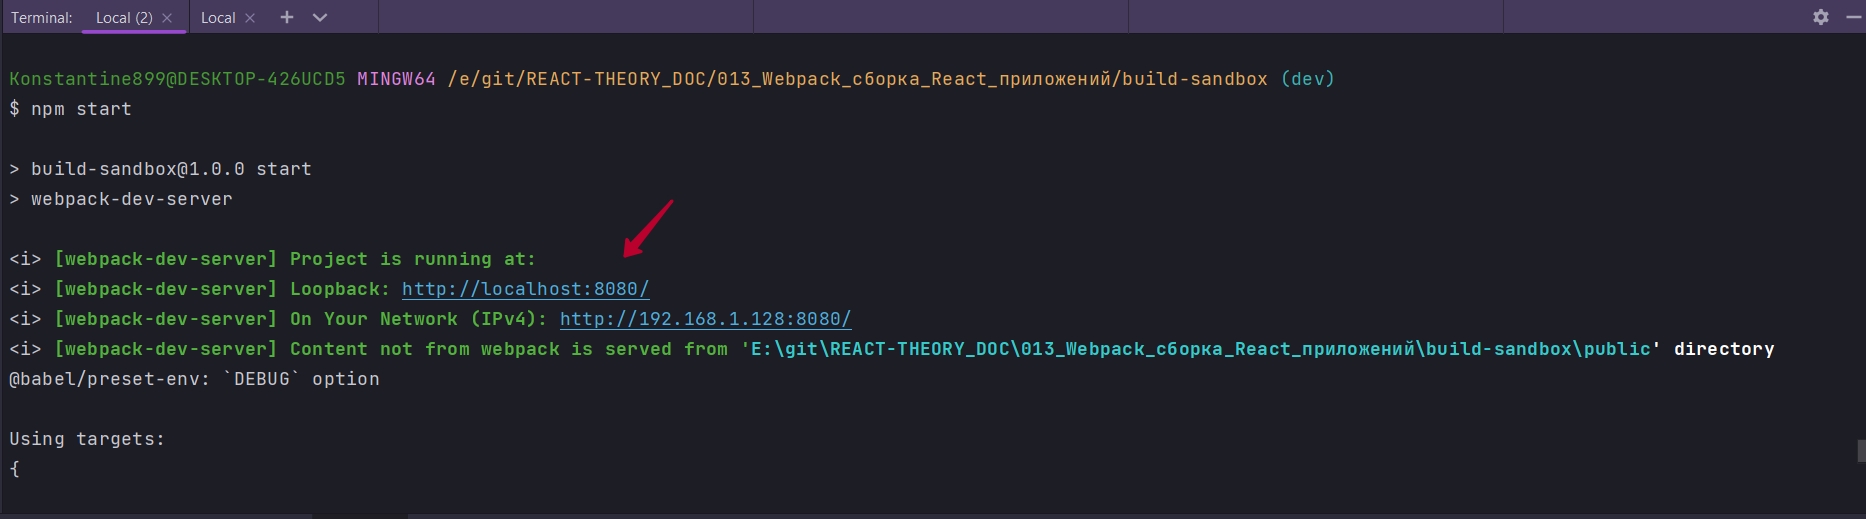 Terminal: Local (2) Local
Konstantine899@DESKTOP-426UCD5 MINGW64 /e/git/REACT-THEORY_DOC/013_Webpack_сборка_React_приложений/build-sandbox (dev)
$ npm start
> build-sandbox@1.0.0 start
> webpack-dev-server
<i> [webpack-dev-server] Project is running at:
<i> [webpack-dev-server] Loopback: http://localhost:8080/
<i> [webpack-dev-server] On Your Network (IPv4): http://192.168.1.128:8080/
<i> [webpack-dev-server] Content not from webpack is served from 'E:\git\REACT-THEORY_DOC\013_Webpack_сборка_React_приложений\build-sandbox\public' directory
@babel/preset-env: `DEBUG` option
Using targets:
{